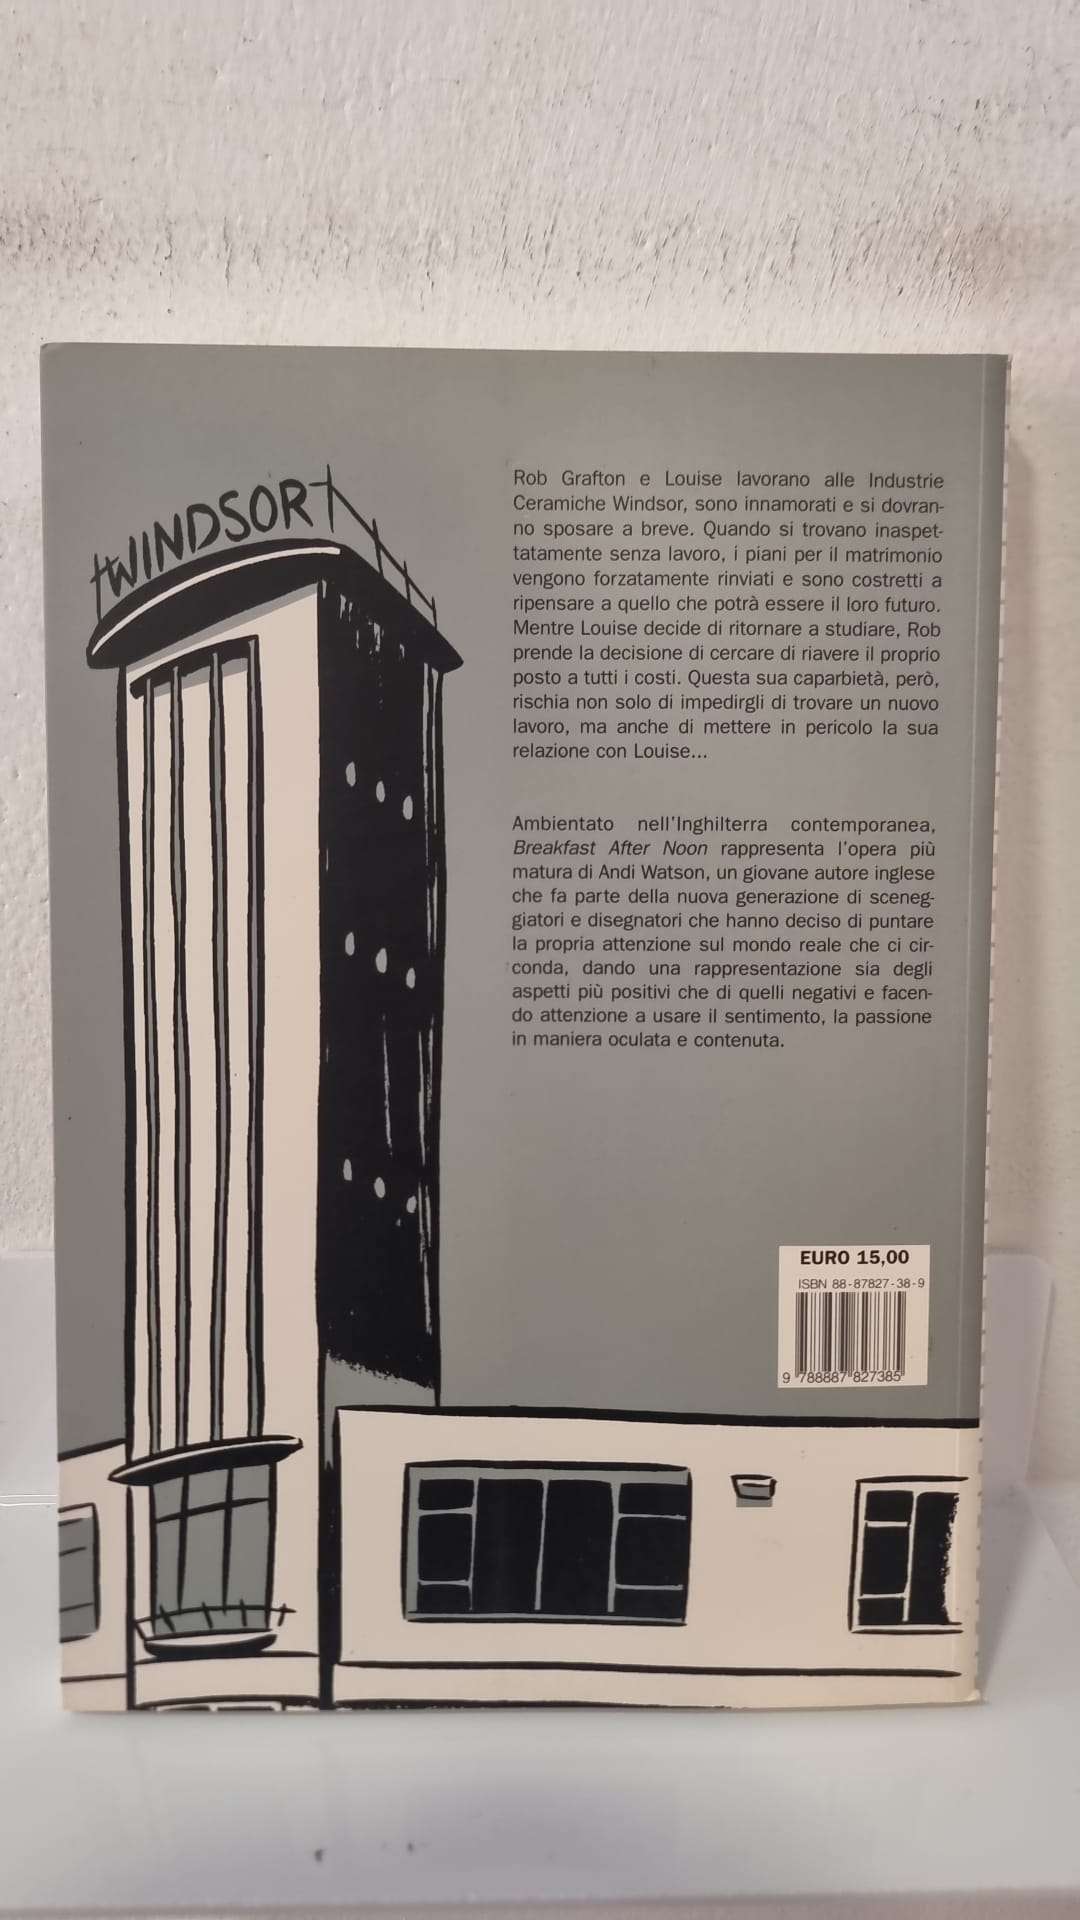 WINDSOR
Rob Grafton e Louise lavorano alle Industrie
Ceramiche Windsor, sono innamorati e si dovran-
no sposare a breve. Quando si trovano inaspet-
tatamente senza lavoro, i piani per il matrimonio
vengono forzatamente rinviati e sono costretti a
ripensare a quello che potrà essere il loro futuro.
Mentre Louise decide di ritornare a studiare, Rob
prende la decisione di cercare di riavere il proprio
posto a tutti i costi. Questa sua caparbietà, però,
rischia non solo di impedirgli di trovare un nuovo
lavoro, ma anche di mettere in pericolo la sua
relazione con Louise...
Ambientato nell'Inghilterra contemporanea,
Breakfast After Noon rappresenta l'opera più
matura di Andi Watson, un giovane autore inglese
che fa parte della nuova generazione di sceneg-
giatori e disegnatori che hanno deciso di puntare
la propria attenzione sul mondo reale che ci cir-
conda, dando una rappresentazione sia degli
aspetti più positivi che di quelli negativi e facen-
do attenzione a usare il sentimento, la passione
in maniera oculata e contenuta.
EURO 15,00
ISBN 88-87827-38-9
9 788887 827385